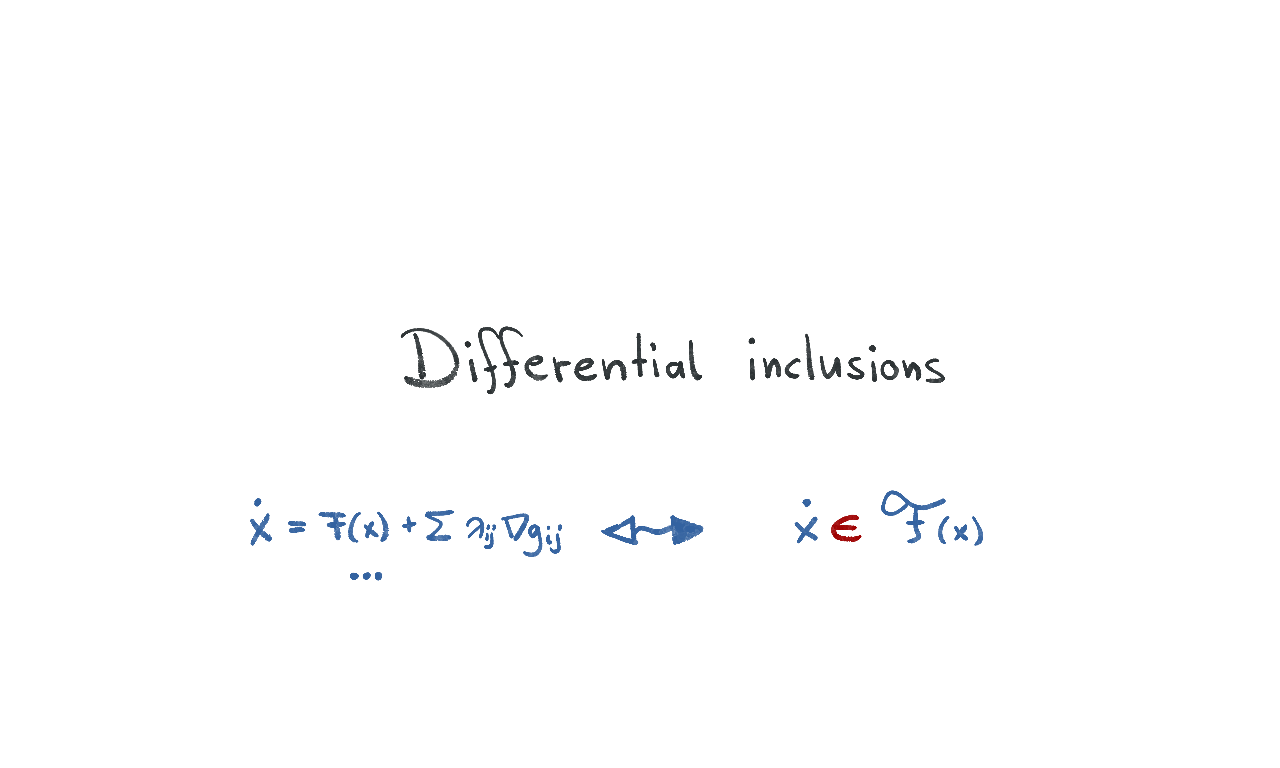 Differential inclusions
ẋ = F(x) + Σ λij ∇gij ↔ ẋ ∈ ℱ(x)
...